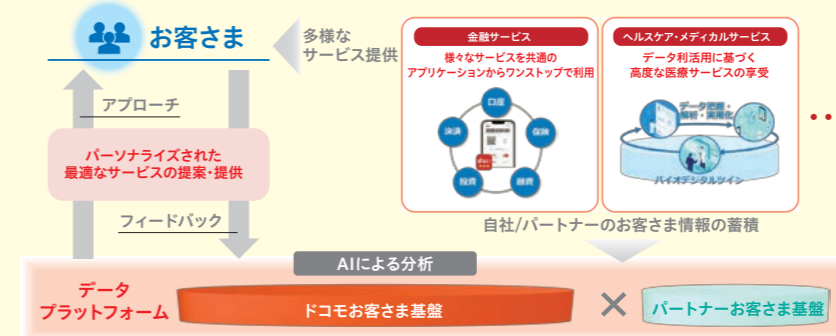 お客さま
多様な
サービス提供
金融サービス
様々なサービスを共通の
アプリケーションからワンストップで利用
口座
決済
保険
投資
融資
ヘルスケア・メディカルサービス
データ利活用に基づく
高度な医療サービスの享受
データ把握・
解析・実用化
バイオデジタルツイン
アプローチ
パーソナライズされた
最適なサービスの提案・提供
フィードバック
自社/パートナーのお客さま情報の蓄積
AIによる分析
データ
プラットフォーム
ドコモお客さま基盤
×
パートナーお客さま基盤